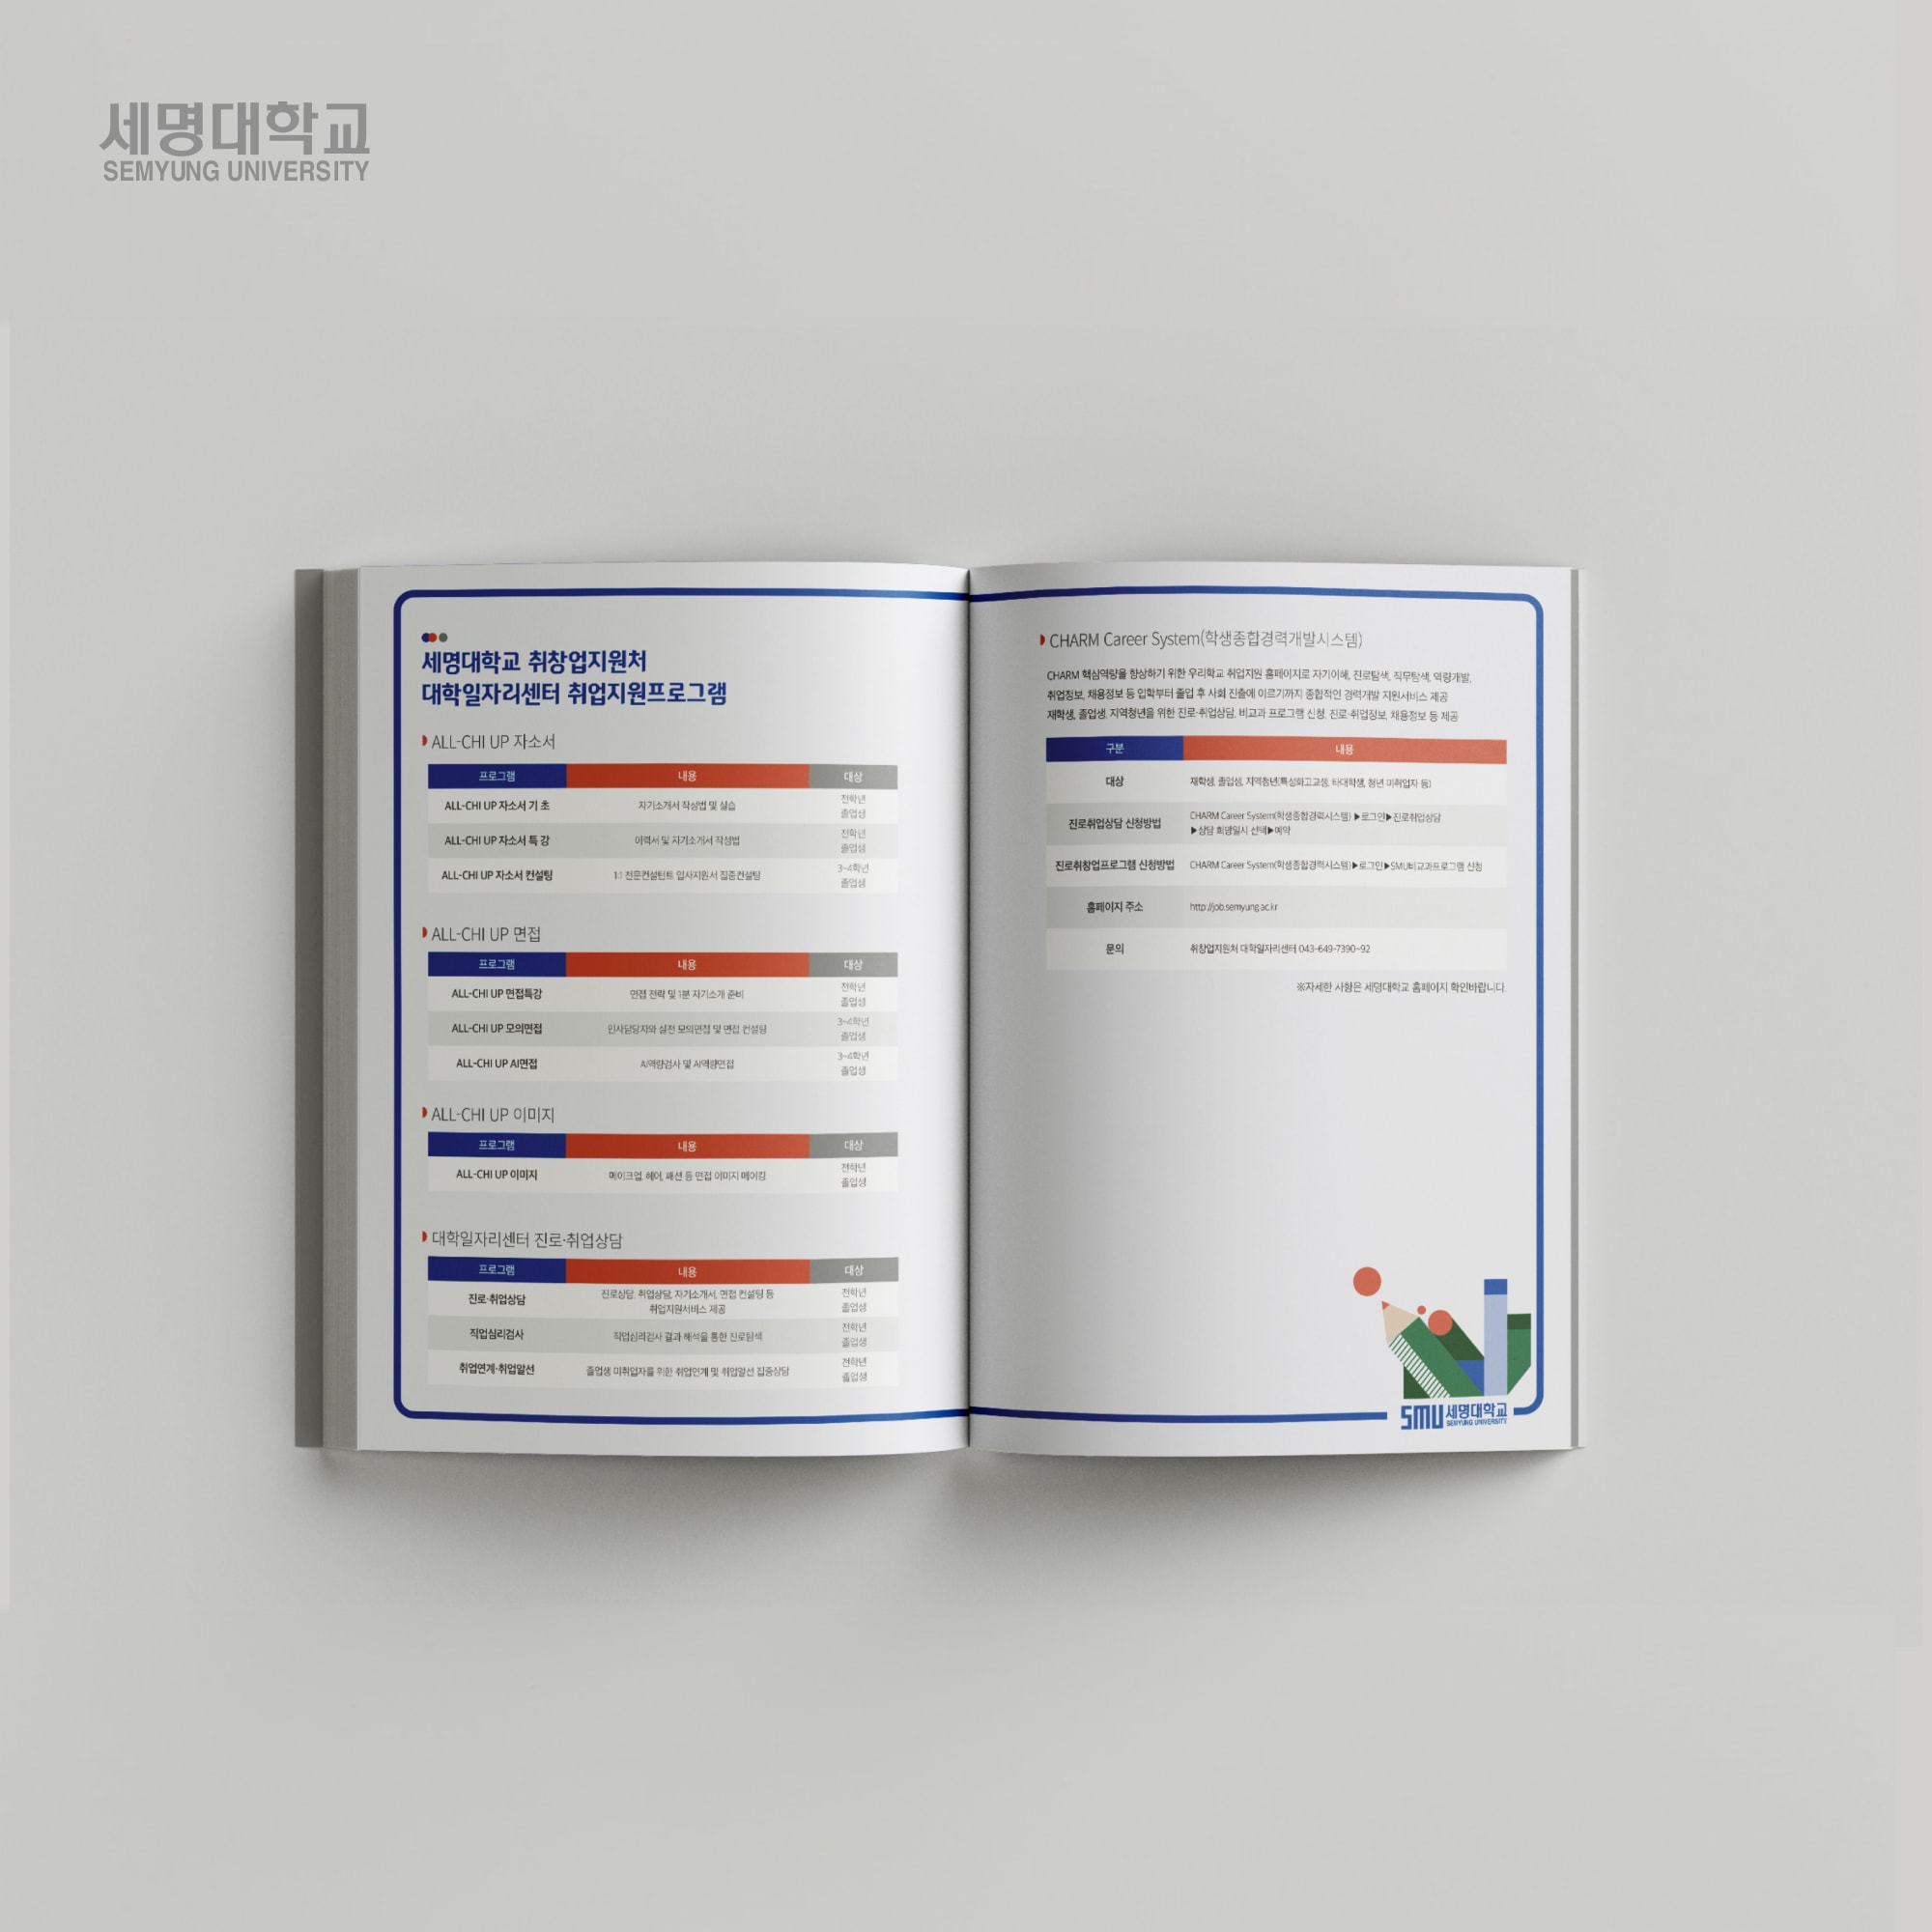 세명대학교
SEMYUNG UNIVERSITY
세명대학교 취창업지원처
대학일자리센터 취업지원프로그램
ALL-CHI UP 자소서
프로그램 내용 대상
ALL-CHI UP 자소서 기 초 자기소개서 작성법 및 실습 전학년
졸업생
ALL-CHI UP 자소서 특 강 이력서 및 자기소개서 작성법 전학년
졸업생
ALL-CHI UP 자소서 컨설팅 1:1 전문컨설턴트 입사지원서 집중컨설팅 3~4학년
졸업생
ALL-CHI UP 면접
프로그램 내용 대상
ALL-CHI UP 면접특강 면접 전략 및 1분 자기소개 준비 전학년
졸업생
ALL-CHI UP 모의면접 인사담당자와 실전 모의면접 및 면접 컨설팅 3~4학년
졸업생
ALL-CHI UP AI면접 AI역량검사 및 AI역량면접 3~4학년
졸업생
ALL-CHI UP 이미지
프로그램 내용 대상
ALL-CHI UP 이미지 메이크업, 헤어, 패션 등 면접 이미지 메이킹 전학년
졸업생
대학일자리센터 진로·취업상담
프로그램 내용 대상
진로·취업상담 진로상담, 취업상담, 자기소개서, 면접 컨설팅 등 전학년
취업지원서비스 제공 졸업생
직업심리검사 직업심리검사 결과 해석을 통한 진로탐색 전학년
졸업생
취업연계·취업알선 졸업생 미취업자를 위한 취업연계 및 취업알선 집중상담 전학년
졸업생
CHARM Career System(학생종합경력개발시스템)
CHARM 핵심역량을 향상하기 위한 우리학교 취업지원 홈페이지로 자기이해, 진로탐색, 직무탐색, 역량개발,
취업정보, 채용정보 등 입학부터 졸업 후 사회 진출에 이르기까지 종합적인 경력개발 지원서비스 제공
재학생, 졸업생, 지역청년을 위한 진로·취업상담, 비교과 프로그램 신청, 진로·취업정보, 채용정보 등 제공
구분 내용
대상 재학생, 졸업생, 지역청년(특성화고교생, 타대학생, 청년 미취업자 등)
진로취업상담 신청방법 CHARM Career System(학생종합경력시스템) ▶로그인▶진로취업상담
▶상담 희망일시 선택▶예약
진로취창업프로그램 신청방법 CHARM Career System(학생종합경력시스템)▶로그인▶SMU비교과프로그램 신청
홈페이지 주소 http://job.semyung.ac.kr
문의 취창업지원처 대학일자리센터 043-649-7390~92
※자세한 사항은 세명대학교 홈페이지 확인바랍니다.
SMU 세명대학교
SEMYUNG UNIVERSITY